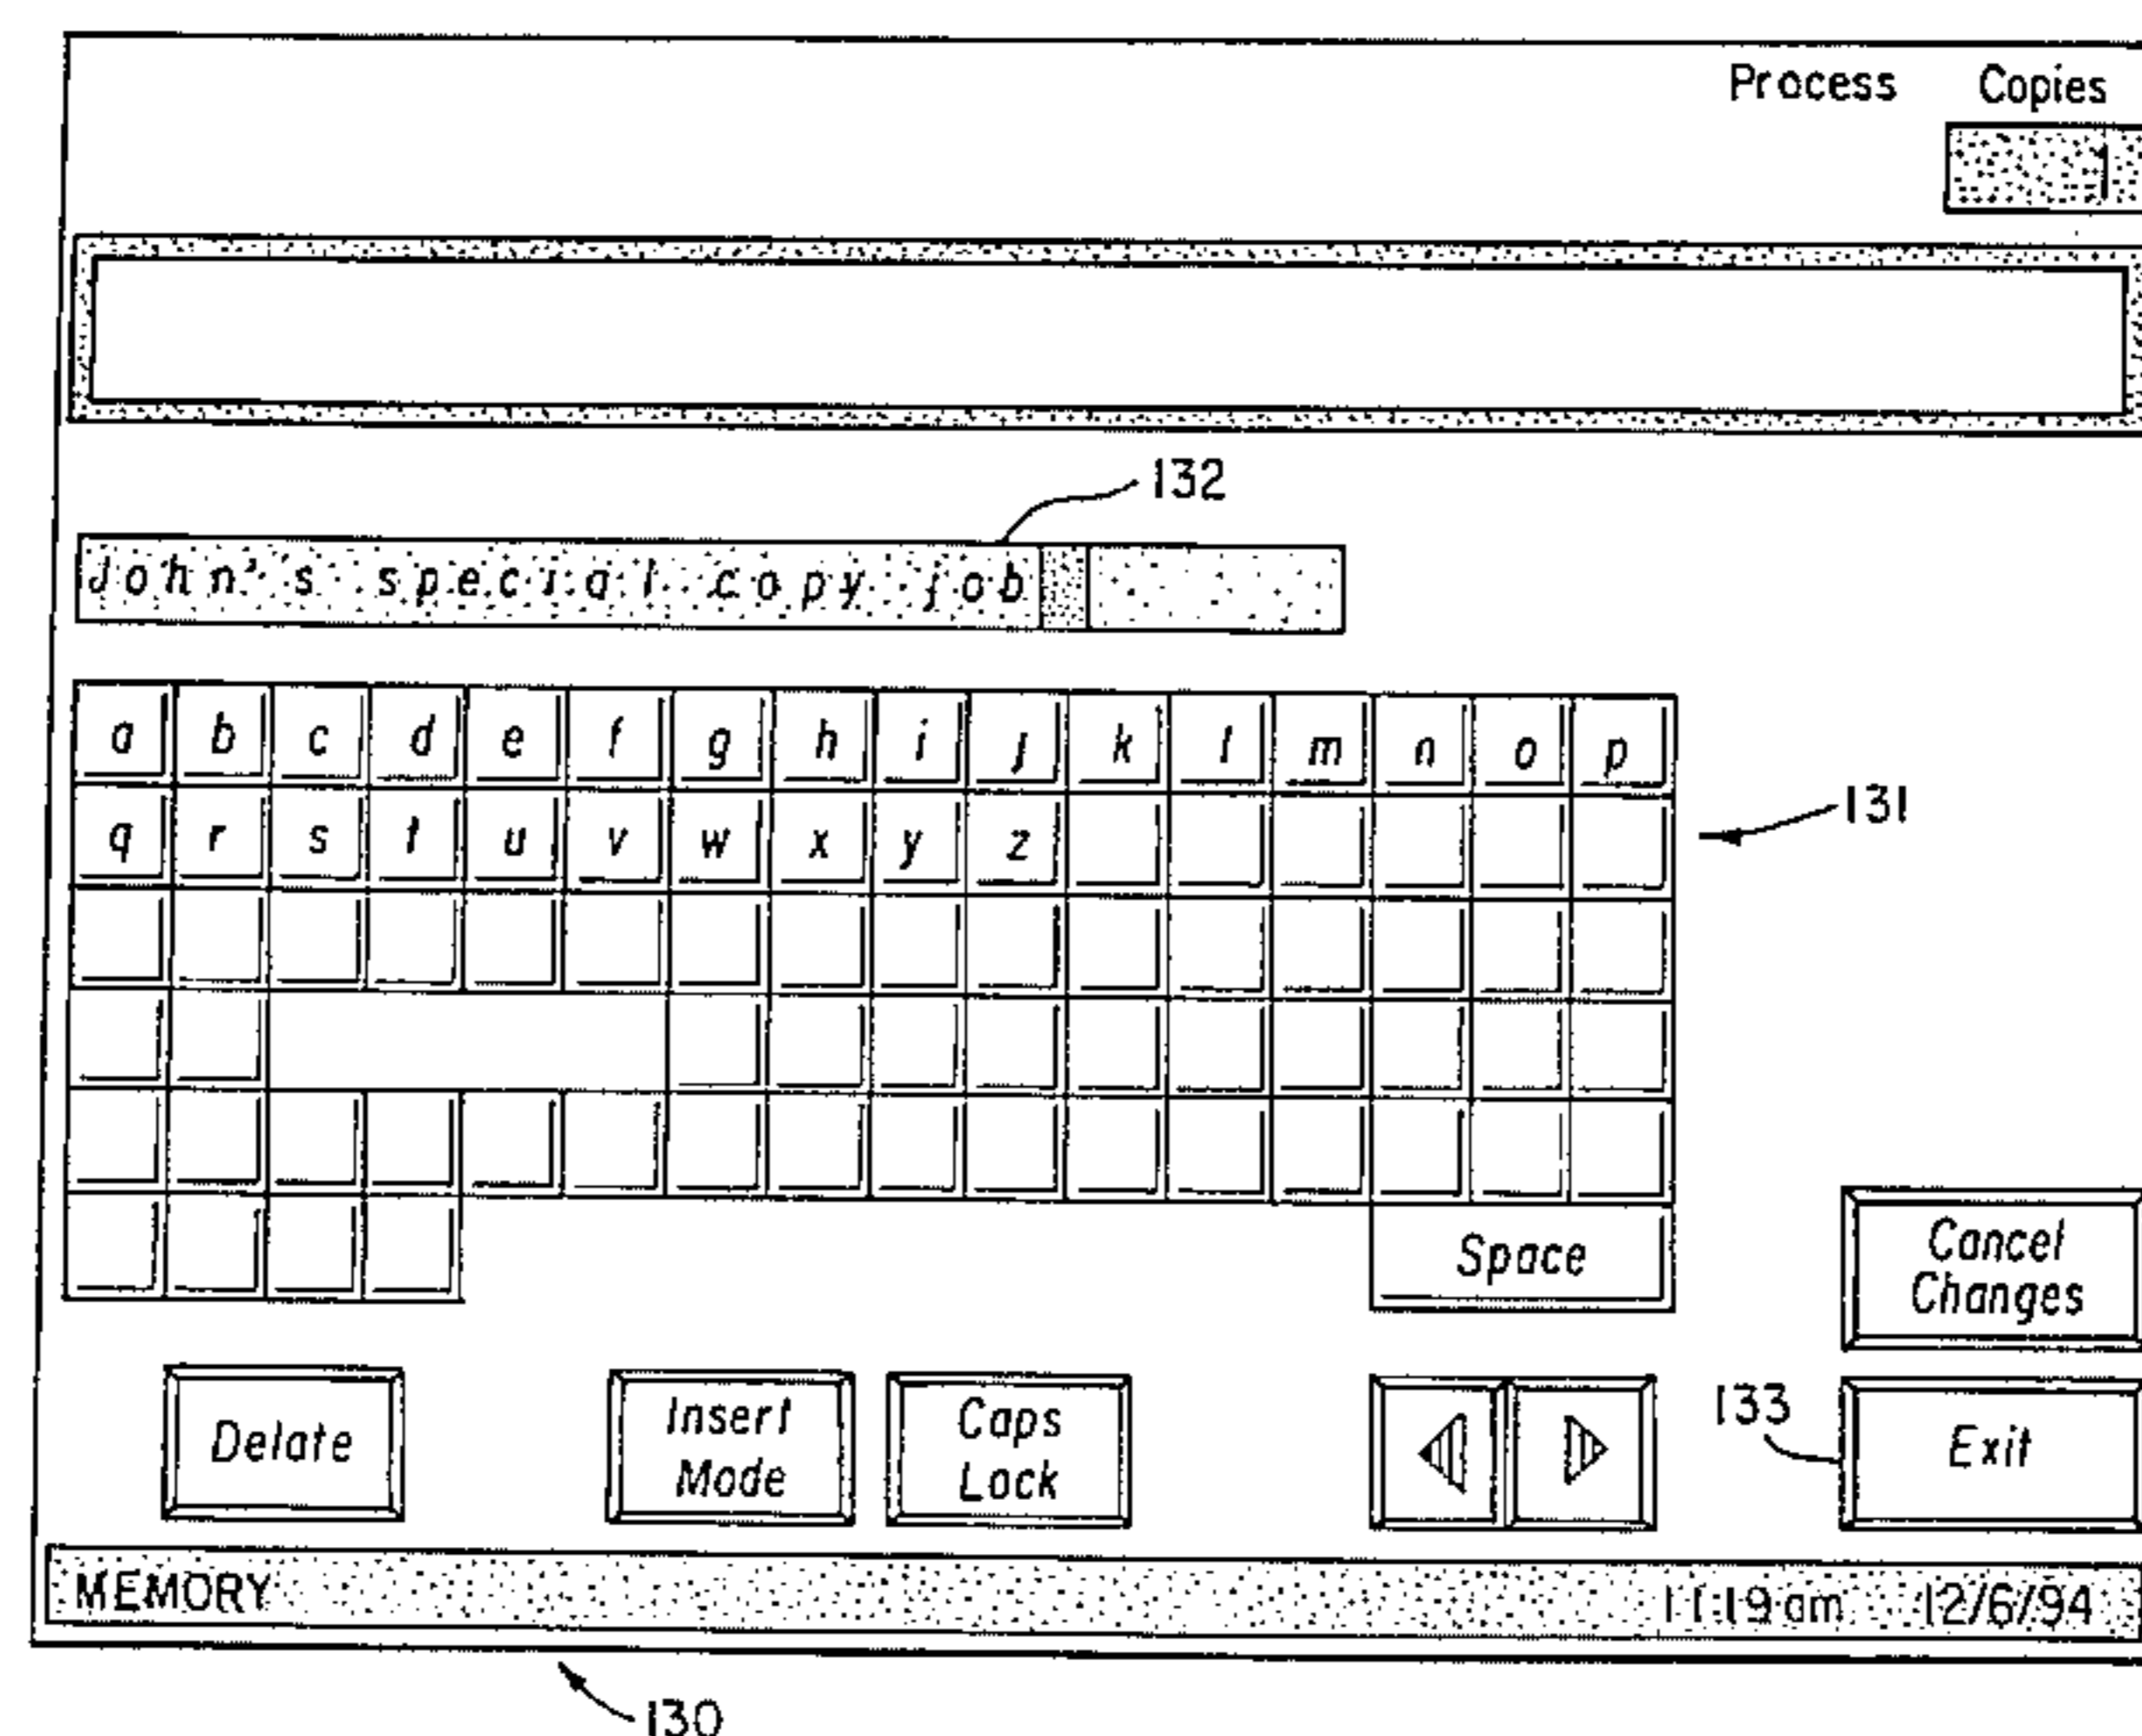 Process Copies
1
132
John's special copy job
a b c d e f g h i j k l m n o p
131
q r s t u v w x y z
Space
Cancel
Changes
Delate
Insert
Mode
Caps
Lock
133
Exit
MEMORY 11:19 am 12/6/94
130